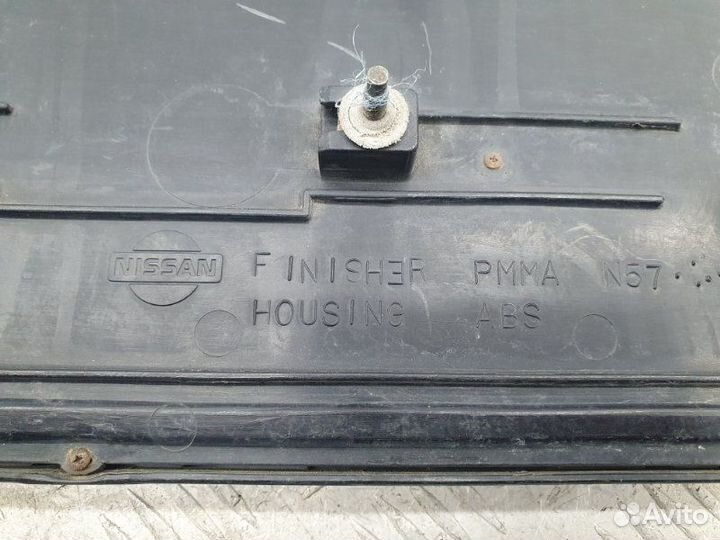 NISSAN
FINISHER PMMA N57
HOUSING ABS
Avito